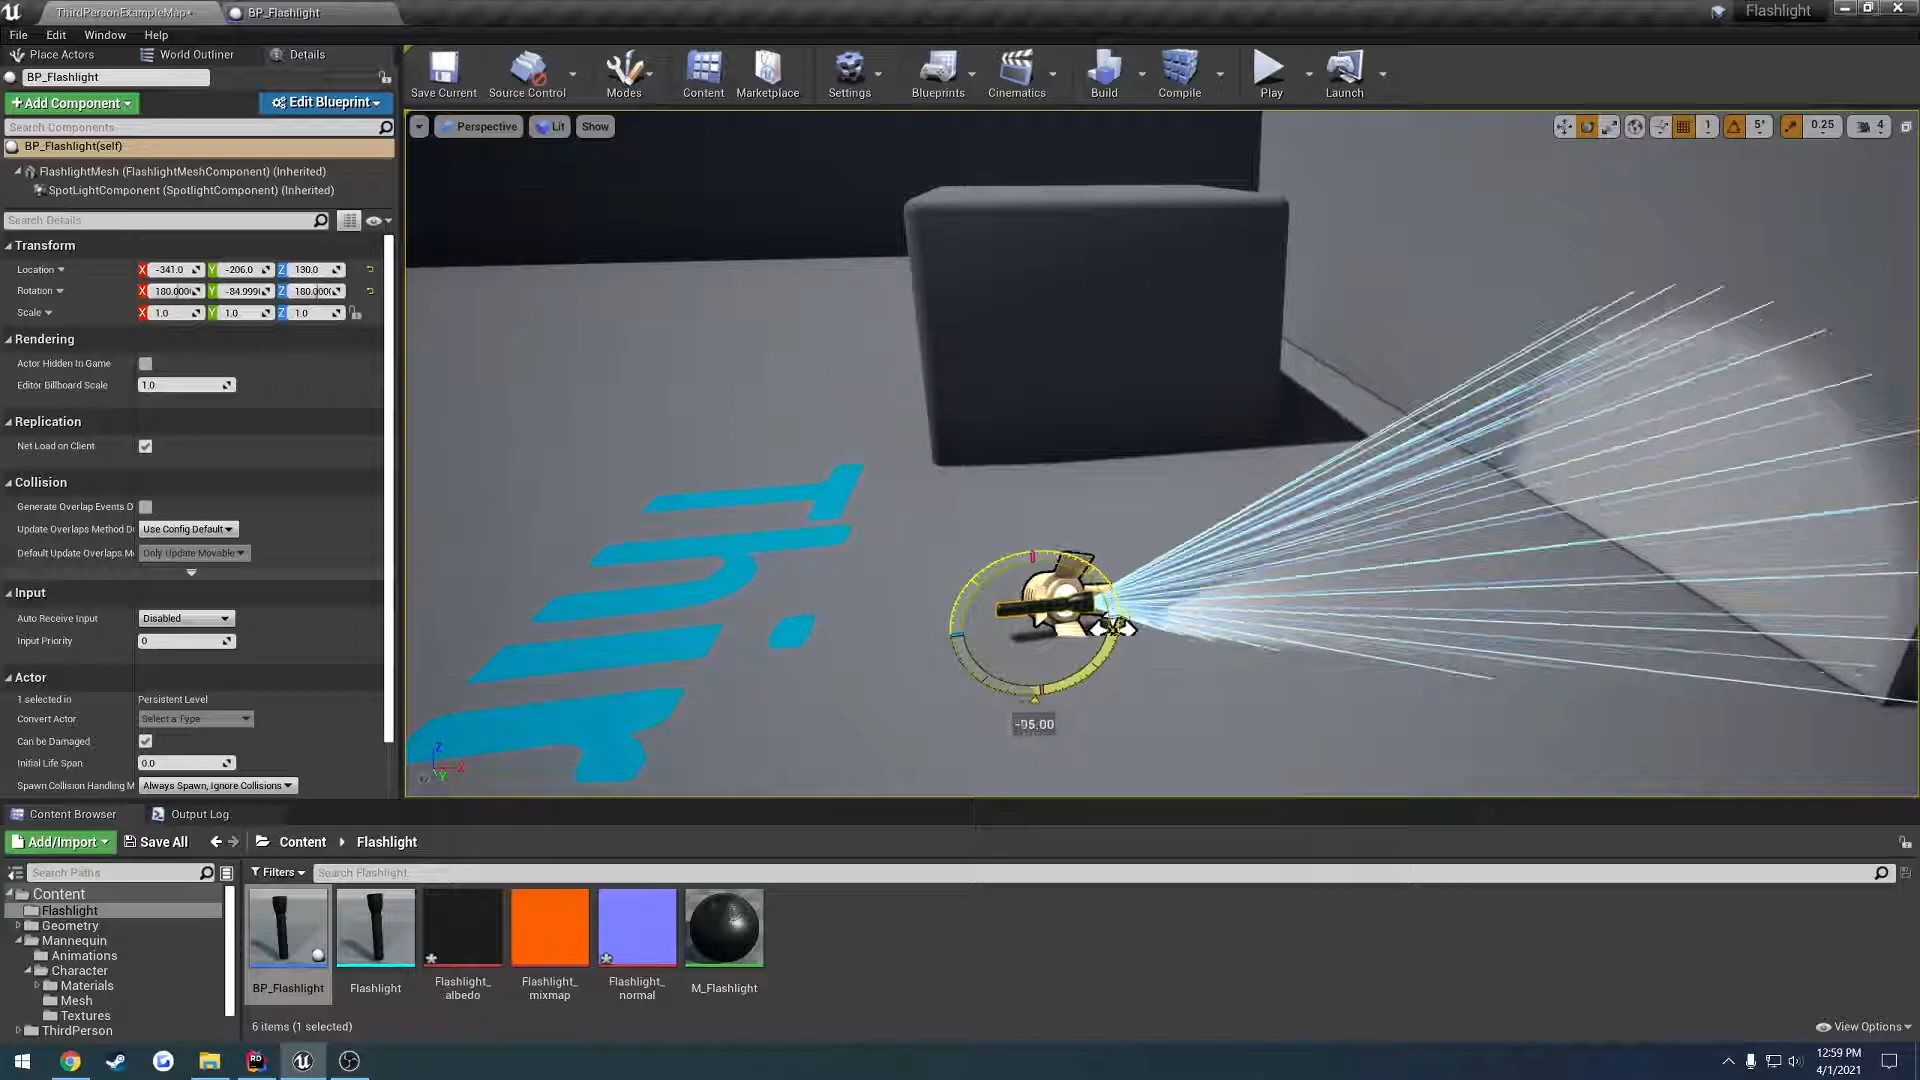 ThirdPersonExampleMap*
BP_Flashlight
Flashlight
File Edit Window Help
Place Actors World Outliner Details
BP_Flashlight
+Add Component Edit Blueprint
Search Components
BP_Flashlight(self)
FlashlightMesh (FlashlightMeshComponent) (Inherited)
SpotLightComponent (SpotlightComponent) (Inherited)
Search Details
Transform
Location X -341.0 Y -206.0 Z 130.0
Rotation X 180.000 Y -84.999 Z 180.000
Scale X 1.0 Y 1.0 Z 1.0
Rendering
Actor Hidden In Game
Editor Billboard Scale 1.0
Replication
Net Load on Client
Collision
Generate Overlap Events D
Update Overlaps Method D Use Config Default
Default Update Overlaps M Only Update Movable
Input
Auto Receive Input Disabled
Input Priority 0
Actor
1 selected in Persistent Level
Convert Actor Select a Type
Can be Damaged
Initial Life Span 0.0
Spawn Collision Handling M Always Spawn, Ignore Collisions
Save Current Source Control Modes Content Marketplace Settings Blueprints Cinematics Build Compile Play Launch
Perspective Lit Show
1 5° 0.25 4
Z
X
Y
Content Browser Output Log
Add/Import Save All Content Flashlight
Search Paths Filters Search Flashlight
Content
Flashlight
Geometry
Mannequin
Animations
Character
Materials
Mesh
Textures
ThirdPerson
BP_Flashlight
Flashlight
Flashlight_
albedo
Flashlight_
mixmap
Flashlight_
normal
M_Flashlight
6 items (1 selected)
View Options
RD
12:59 PM
4/1/2021